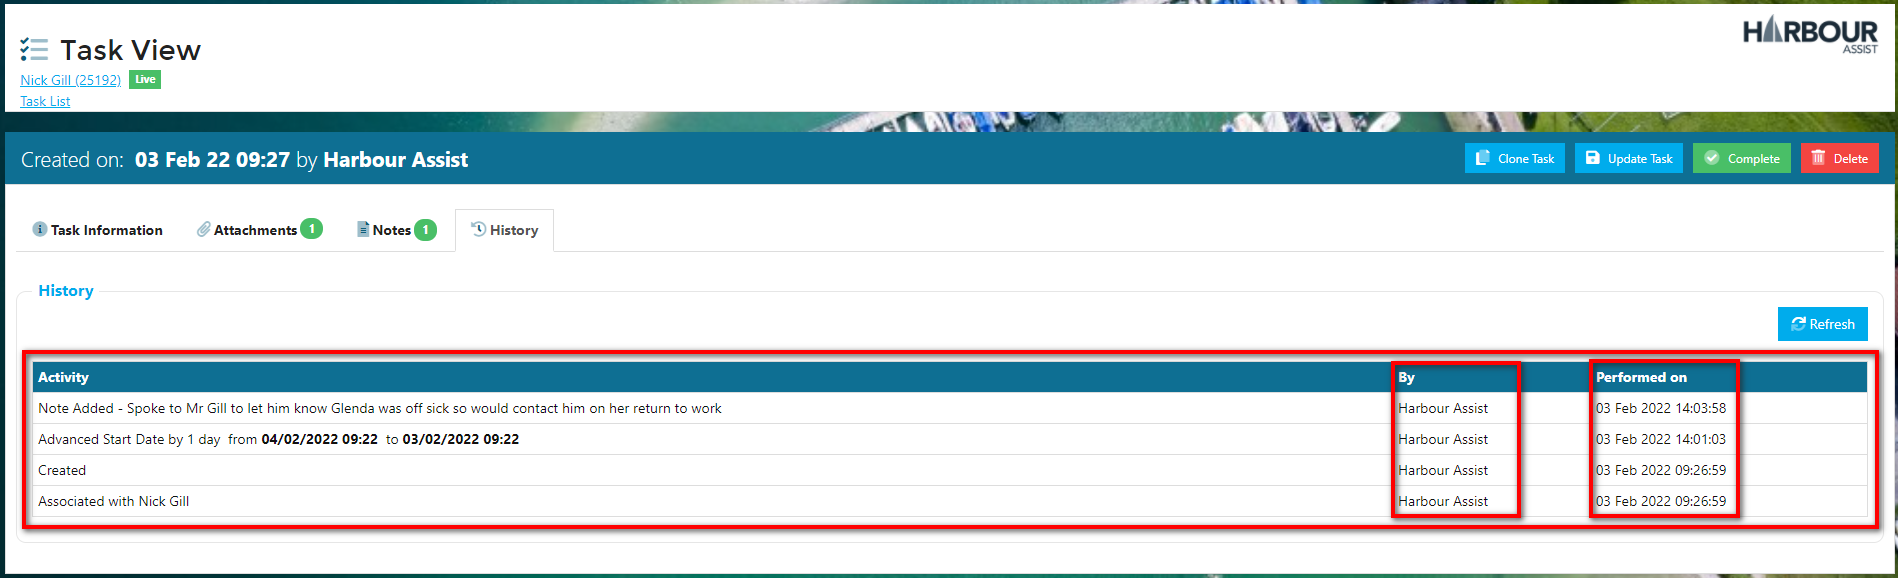 HARBOUR
ASSIST
Task View
Nick Gill (25192) Live
Task List
Created on: 03 Feb 22 09:27 by Harbour Assist
Clone Task Update Task Complete Delete
Task Information Attachments 1 Notes 1 History
History
Refresh
Activity By Performed on
Note Added - Spoke to Mr Gill to let him know Glenda was off sick so would contact him on her return to work Harbour Assist 03 Feb 2022 14:03:58
Advanced Start Date by 1 day from 04/02/2022 09:22 to 03/02/2022 09:22 Harbour Assist 03 Feb 2022 14:01:03
Created Harbour Assist 03 Feb 2022 09:26:59
Associated with Nick Gill Harbour Assist 03 Feb 2022 09:26:59